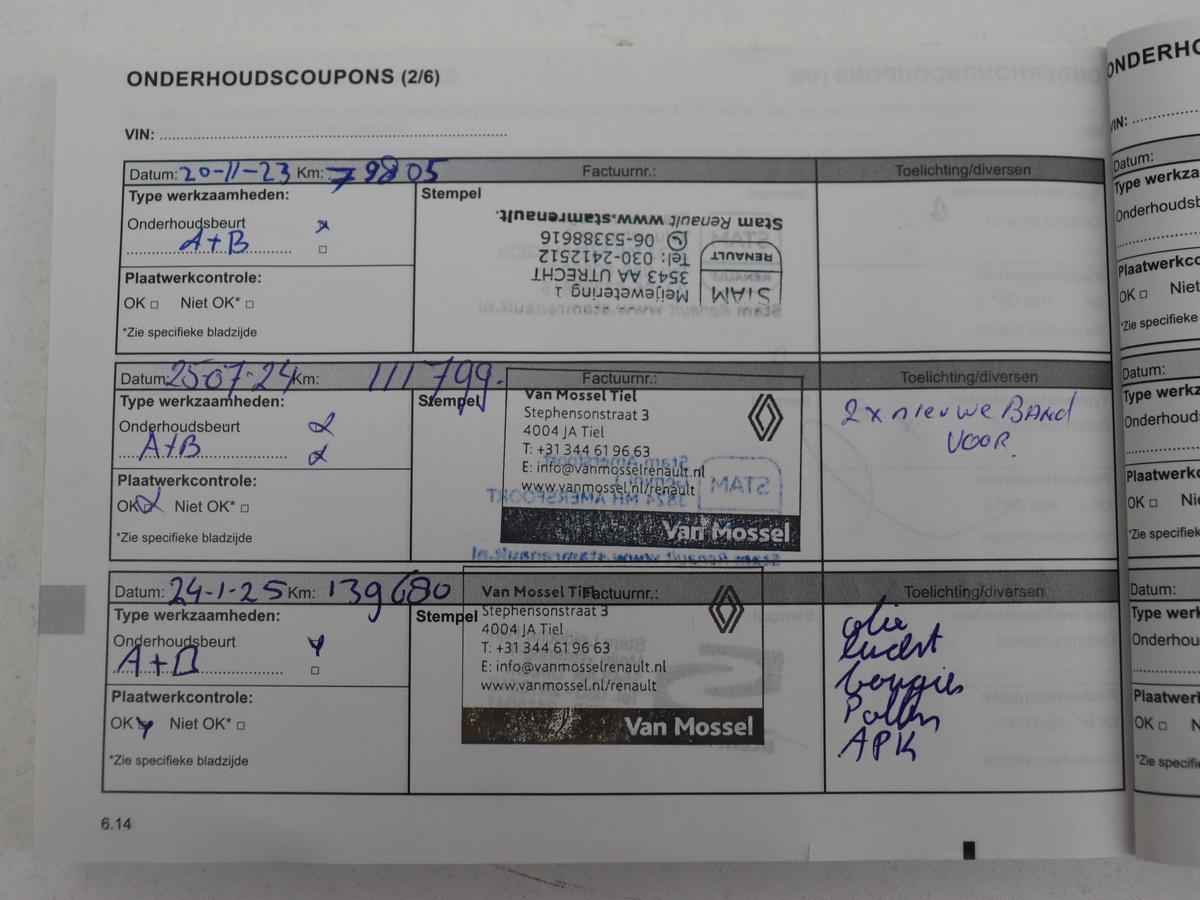 ONDERHOUDSCOUPONS (2/6)
VIN:
Datum: 20-11-23 Km: 79805 Factuurnr.: Toelichting/diversen
Type werkzaamheden:
Onderhoudsbeurt
A+B
Plaatwerkcontrole:
OK Niet OK*
*Zie specifieke bladzijde
Stempel
Stam Renault www.stamrenault.
06-53388616
Tel: 030-2412512
3543 AA UTRECHT
Meijewetering 1
RENAULT
STAM
Datum: 25-07-24 Km: 111799. Factuurnr.: Toelichting/diversen
Type werkzaamheden:
Onderhoudsbeurt
A+B
Plaatwerkcontrole:
OK Niet OK*
*Zie specifieke bladzijde
Stempel
Van Mossel Tiel
Stephensonstraat 3
4004 JA Tiel
T: +31 344 61 96 63
E: info@vanmosselrenault.nl
www.vanmossel.nl/renault
Van Mossel
2x nieuwe BAND
VOOR.
Datum: 24-1-25 Km: 139680 Factuurnr.: Toelichting/diversen
Type werkzaamheden:
Onderhoudsbeurt
A+B
Plaatwerkcontrole:
OK Niet OK*
*Zie specifieke bladzijde
Stempel
Van Mossel Tiel
Stephensonstraat 3
4004 JA Tiel
T: +31 344 61 96 63
E: info@vanmosselrenault.nl
www.vanmossel.nl/renault
Van Mossel
olie
lucht
bougies
Pollen
APK
6.14
ONDERHO
VIN:
Datum:
Type werkza
Onderhoudsb
Plaatwerkco
OK Niet
*Zie specifieke
Datum:
Type werkz
Onderhouds
Plaatwerkc
OK Niet
*Zie specifiek
Datum:
Type werk
Onderhou
Plaatwerk
OK N
*Zie specifi